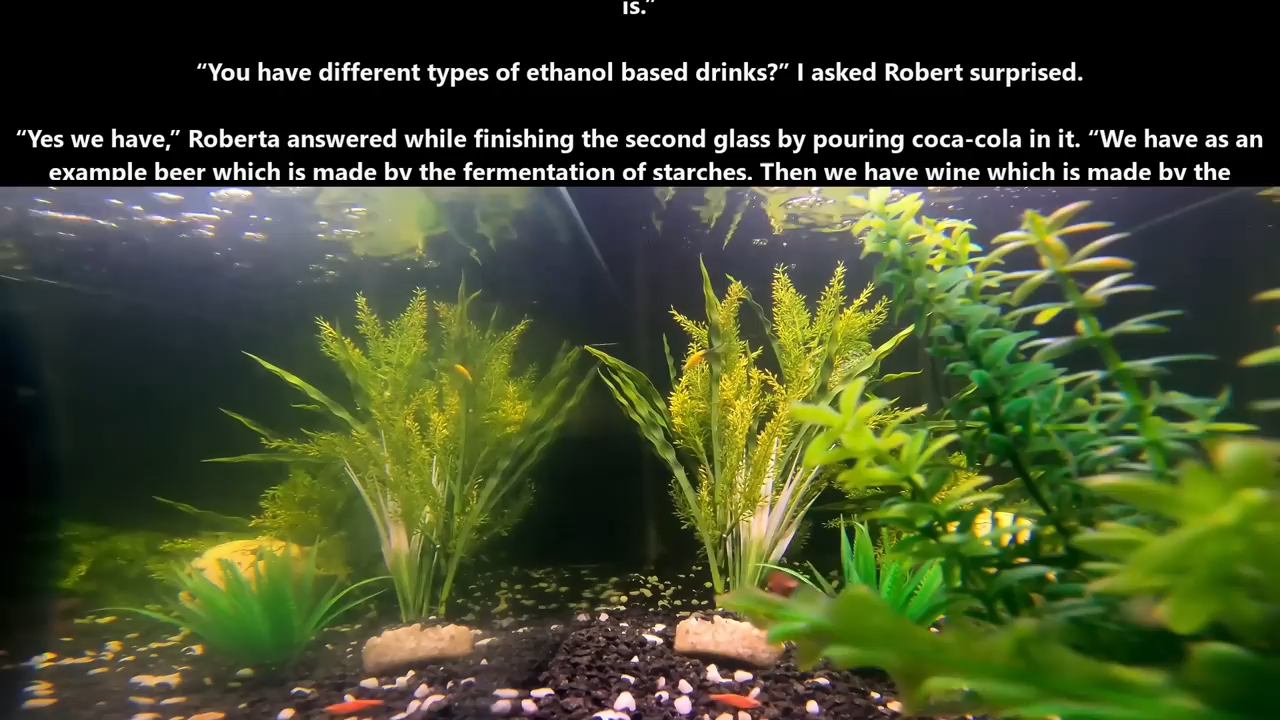 is.”
“You have different types of ethanol based drinks?” I asked Robert surprised.
“Yes we have,” Roberta answered while finishing the second glass by pouring coca-cola in it. “We have as an
example beer which is made by the fermentation of starches. Then we have wine which is made by the